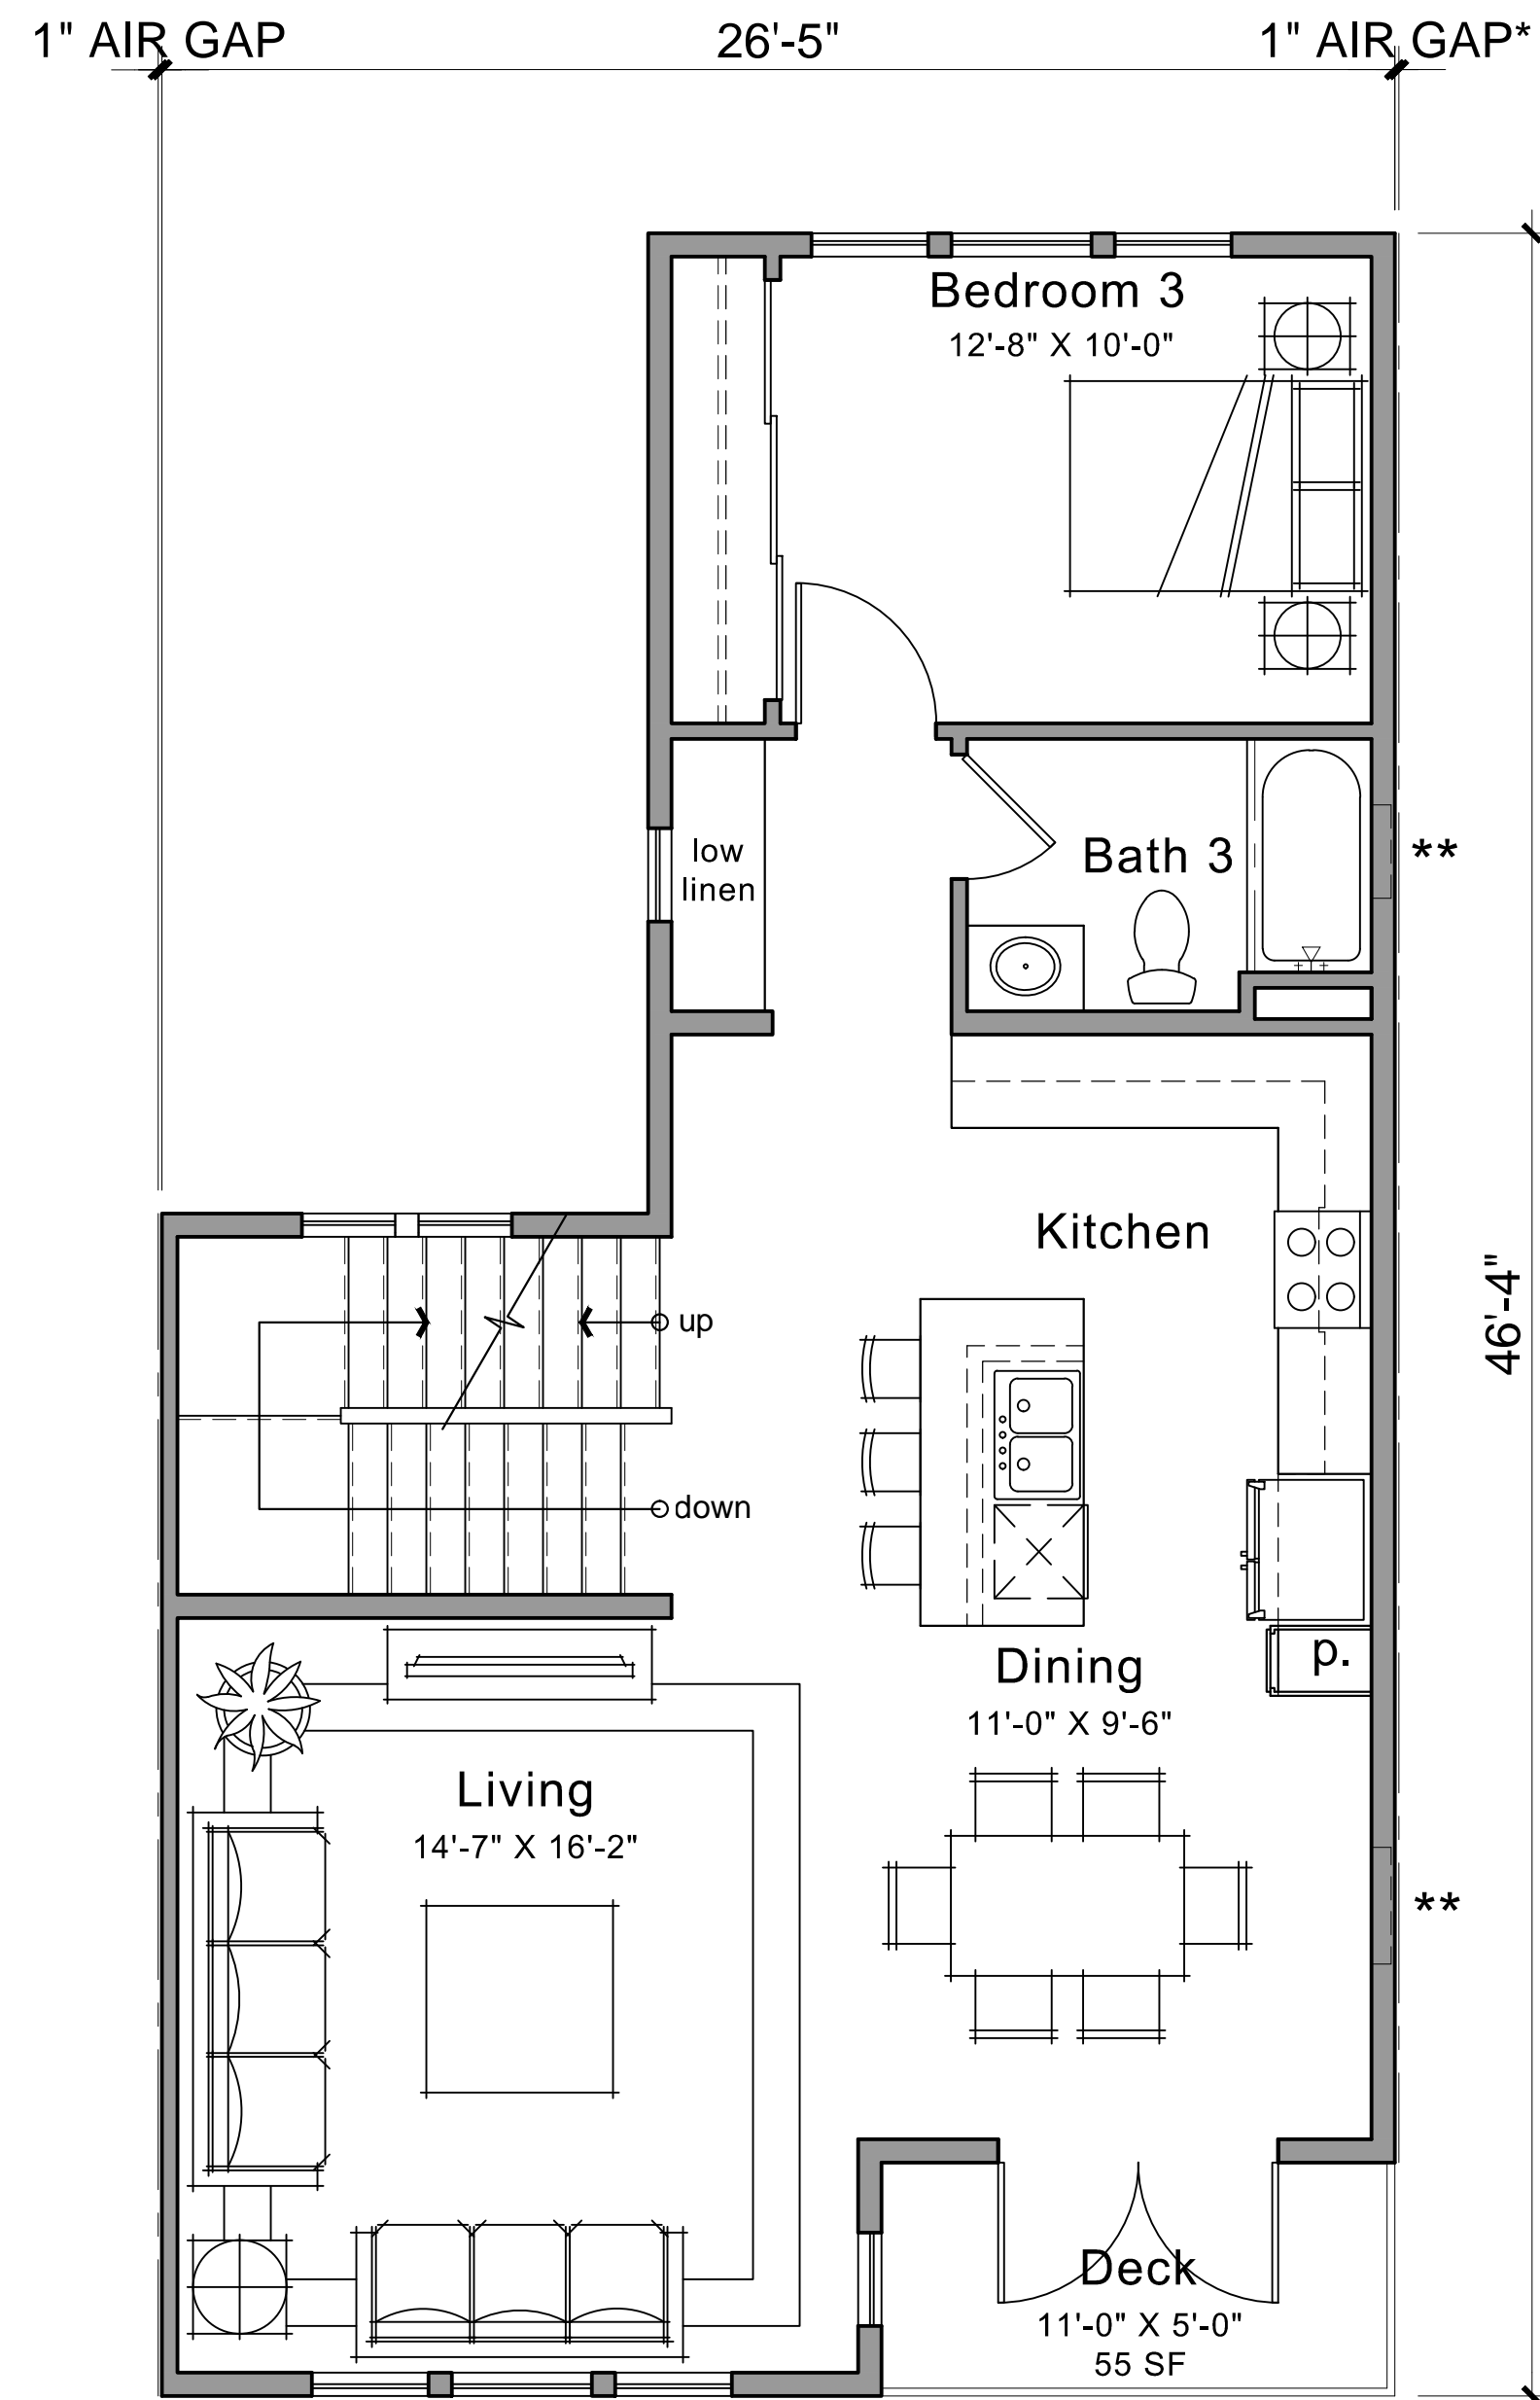 1" AIR GAP
26'-5"
1" AIR GAP*
Bedroom 3
12'-8" X 10'-0"
low
linen
Bath 3
**
Kitchen
46'-4"
up
down
p.
Dining
11'-0" X 9'-6"
Living
14'-7" X 16'-2"
**
Deck
11'-0" X 5'-0"
55 SF